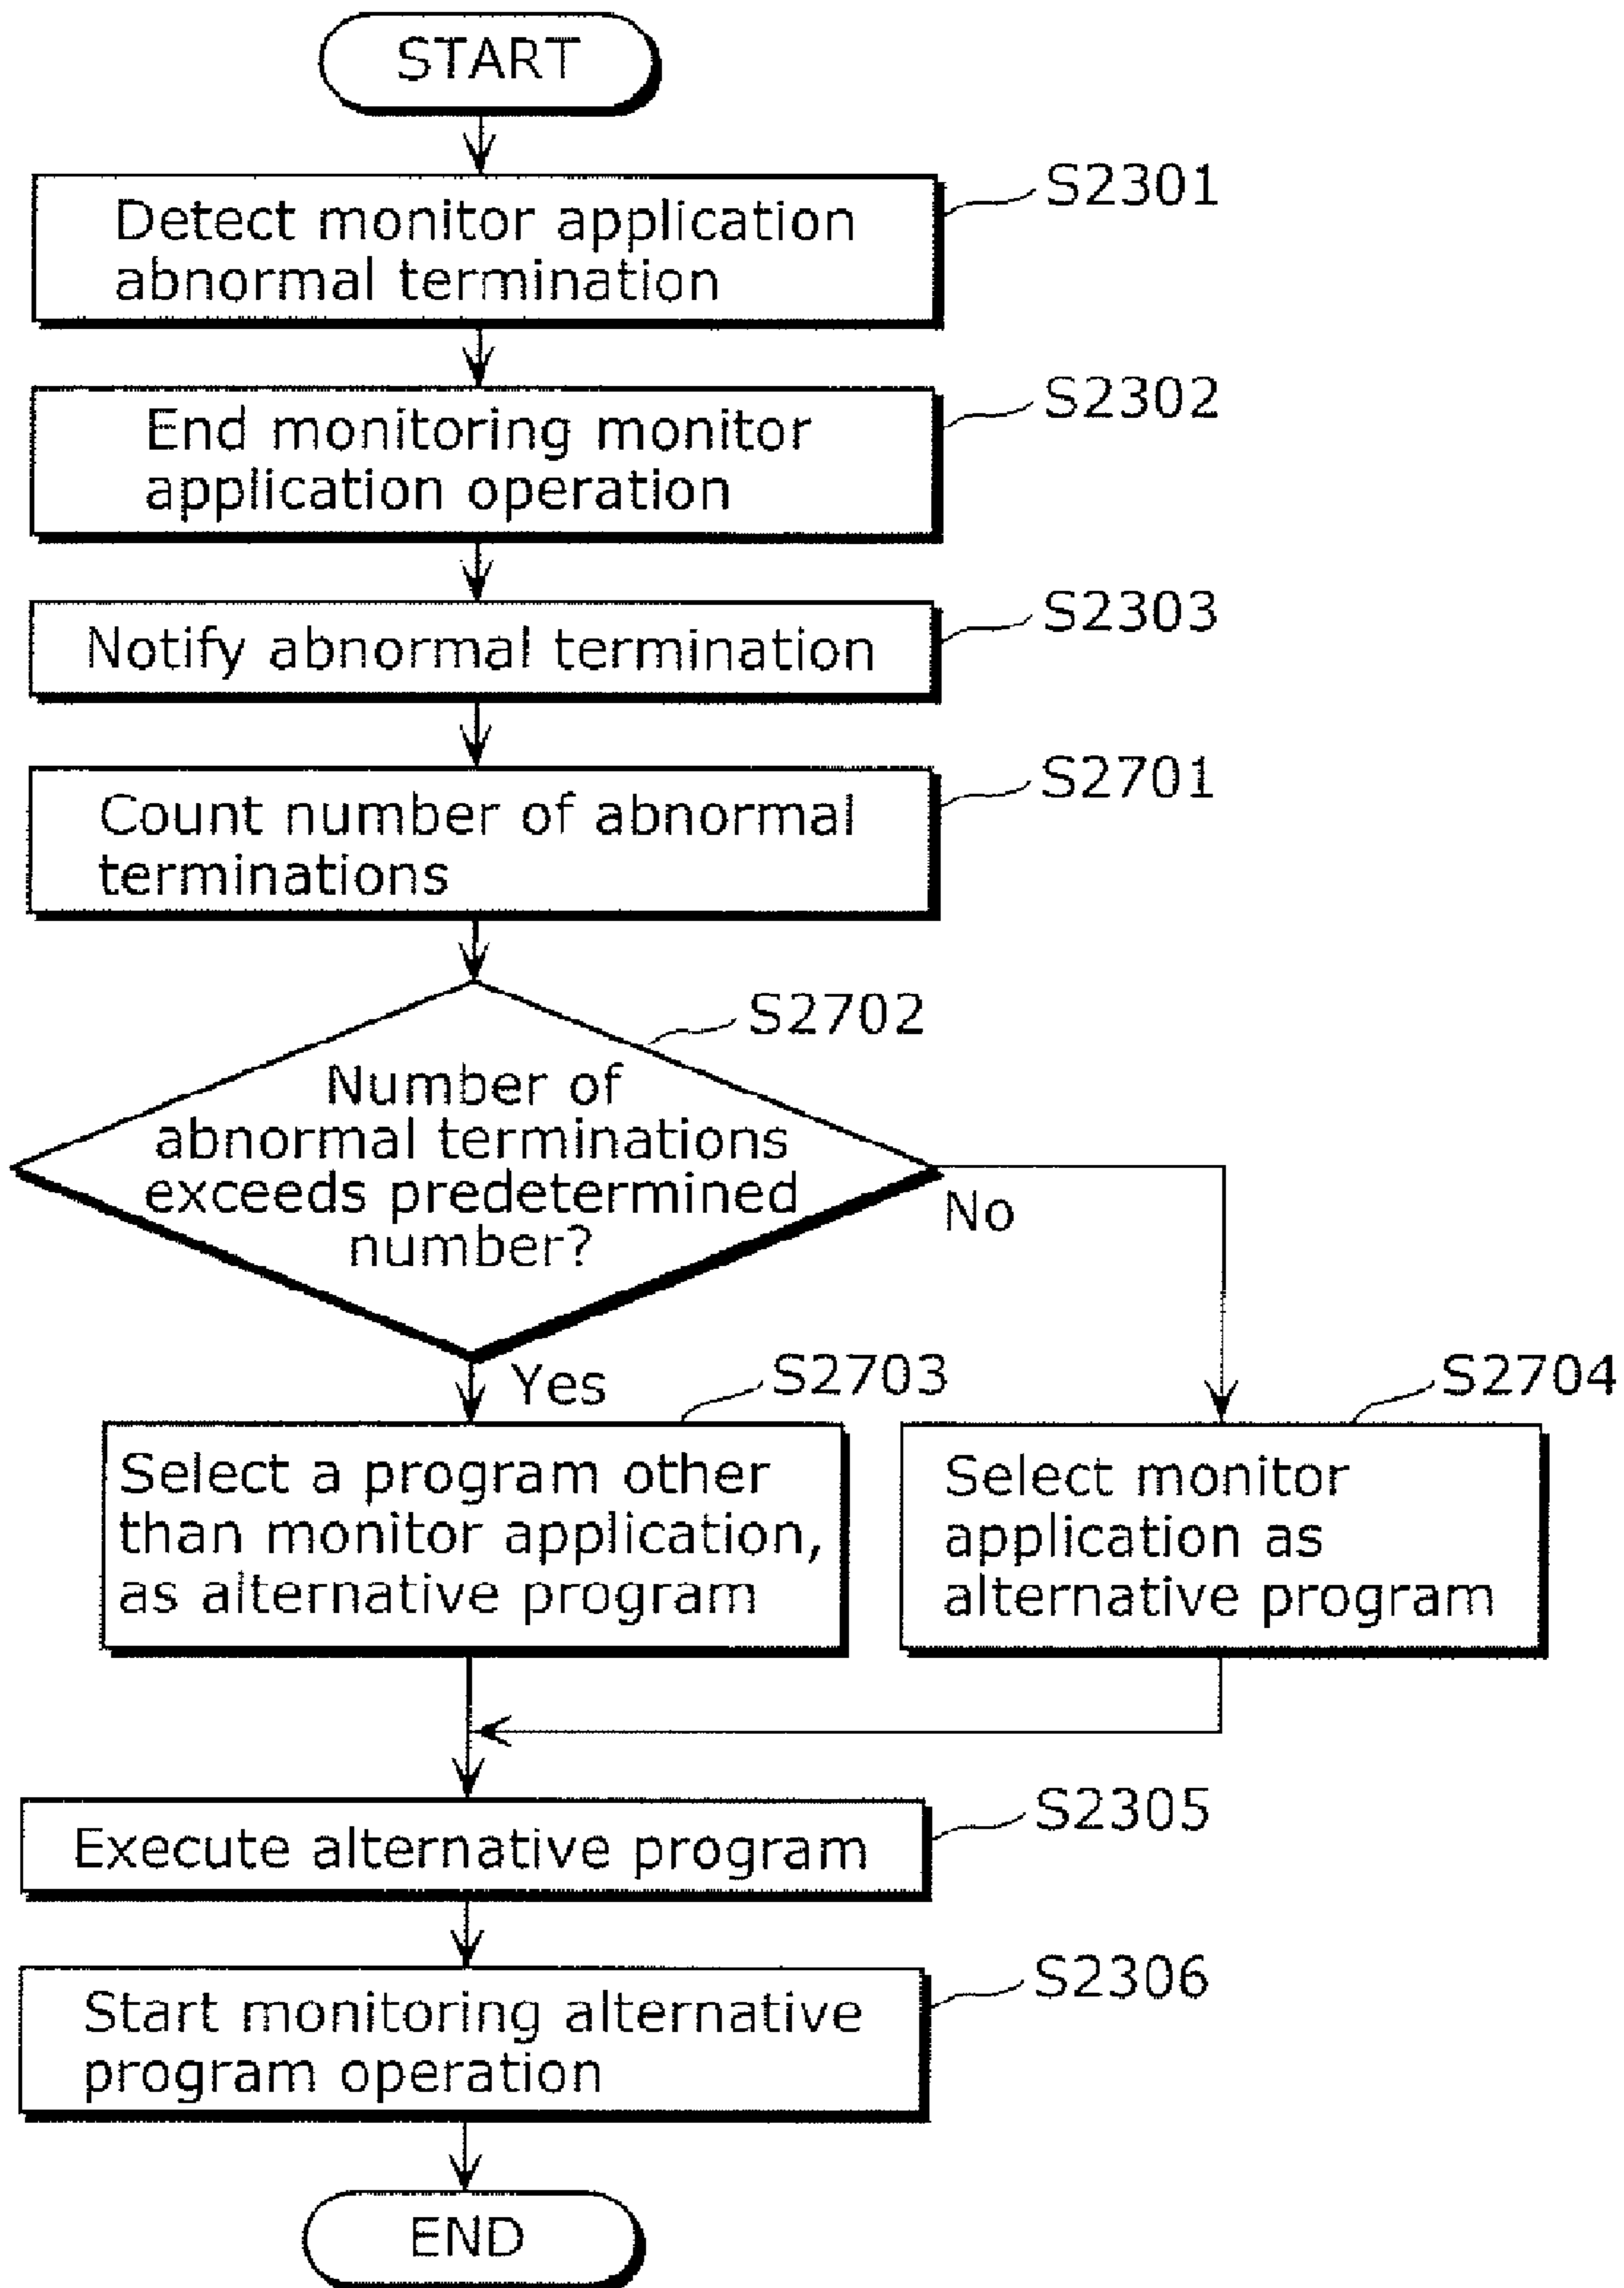 START
S2301
Detect monitor application
abnormal termination
S2302
End monitoring monitor
application operation
S2303
Notify abnormal termination
S2701
Count number of abnormal
terminations
S2702
Number of
abnormal terminations
exceeds predetermined
number?
No
Yes
S2703
Select a program other
than monitor application,
as alternative program
S2704
Select monitor
application as
alternative program
S2305
Execute alternative program
S2306
Start monitoring alternative
program operation
END